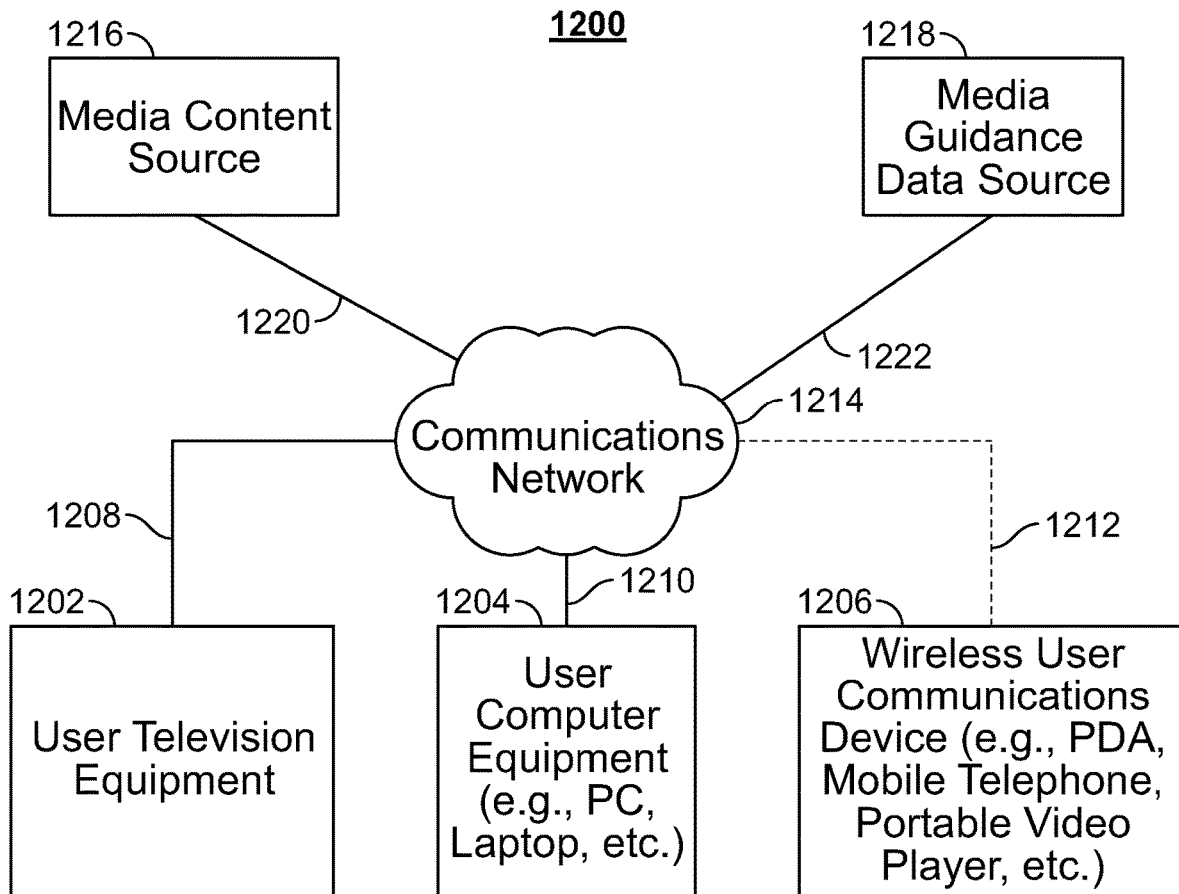 1200
1216
Media Content
Source
1218
Media
Guidance
Data Source
1220
1222
1214
Communications
Network
1208
1210
1212
1202
User Television
Equipment
1204
User
Computer
Equipment
(e.g., PC,
Laptop, etc.)
1206
Wireless User
Communications
Device (e.g., PDA,
Mobile Telephone,
Portable Video
Player, etc.)